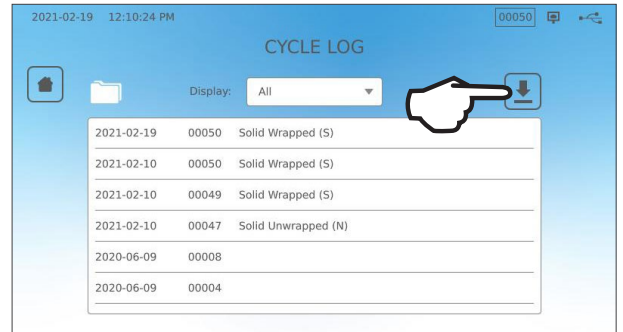 2021-02-19 12:10:24 PM 00050
CYCLE LOG
Display: All
2021-02-19 00050 Solid Wrapped (S)
2021-02-10 00050 Solid Wrapped (S)
2021-02-10 00049 Solid Wrapped (S)
2021-02-10 00047 Solid Unwrapped (N)
2020-06-09 00008
2020-06-09 00004